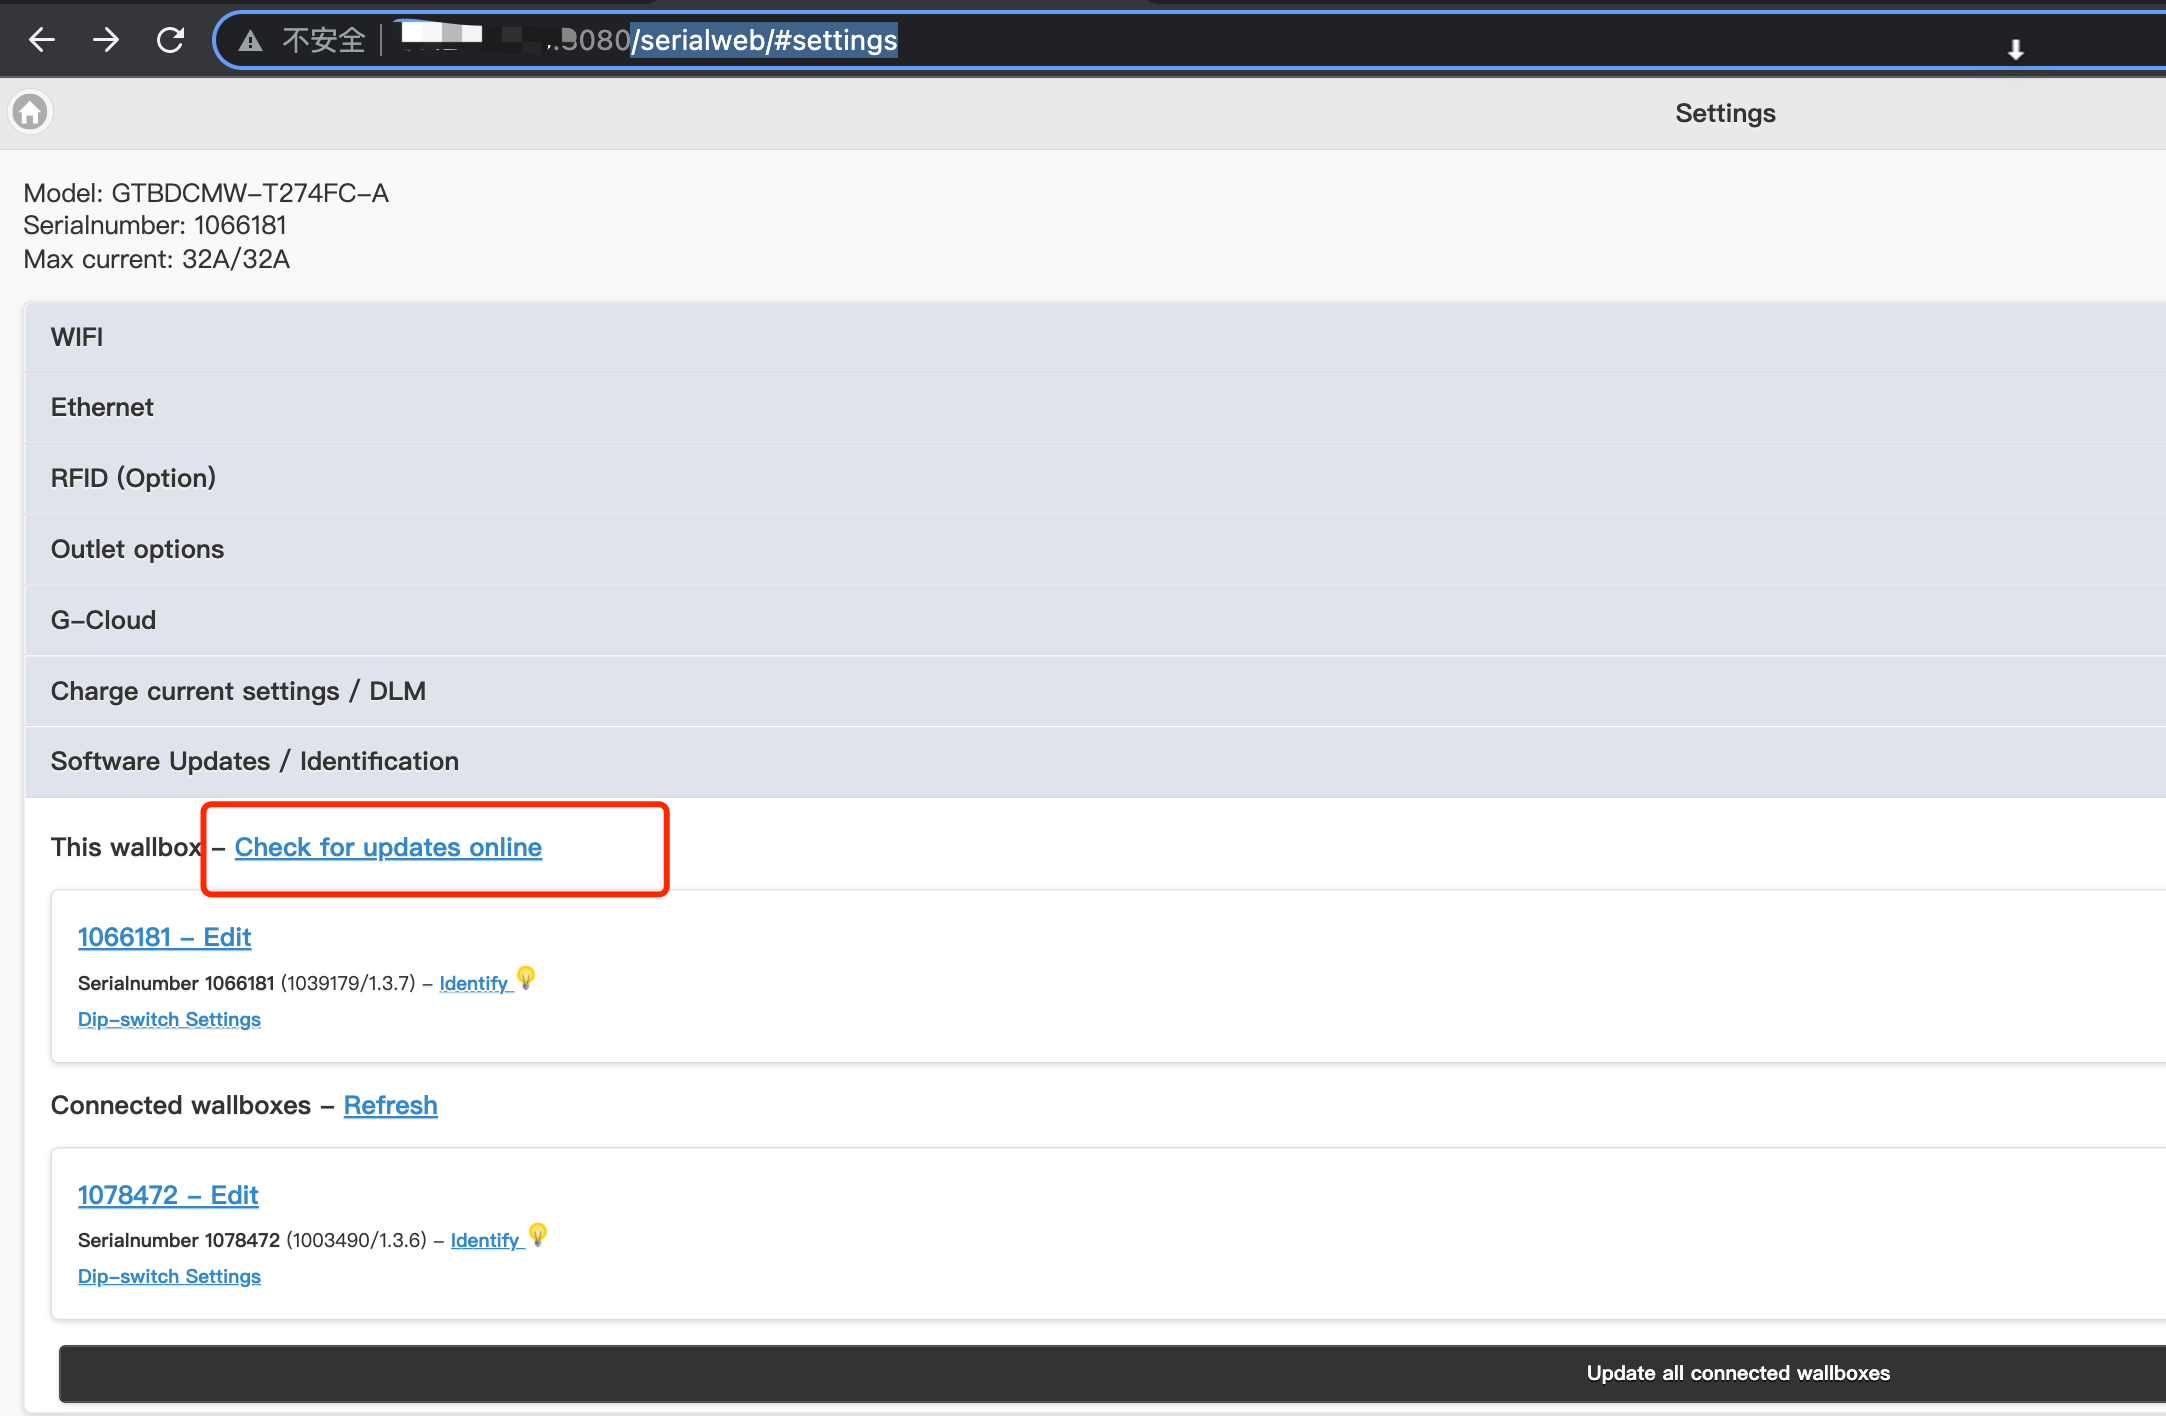 不安全 :8080/serialweb/#settings
Settings
Model: GTBDCMW-T274FC-A
Serialnumber: 1066181
Max current: 32A/32A
WIFI
Ethernet
RFID (Option)
Outlet options
G-Cloud
Charge current settings / DLM
Software Updates / Identification
This wallbox - Check for updates online
1066181 - Edit
Serialnumber 1066181 (1039179/1.3.7) - Identify
Dip-switch Settings
Connected wallboxes - Refresh
1078472 - Edit
Serialnumber 1078472 (1003490/1.3.6) - Identify
Dip-switch Settings
Update all connected wallboxes